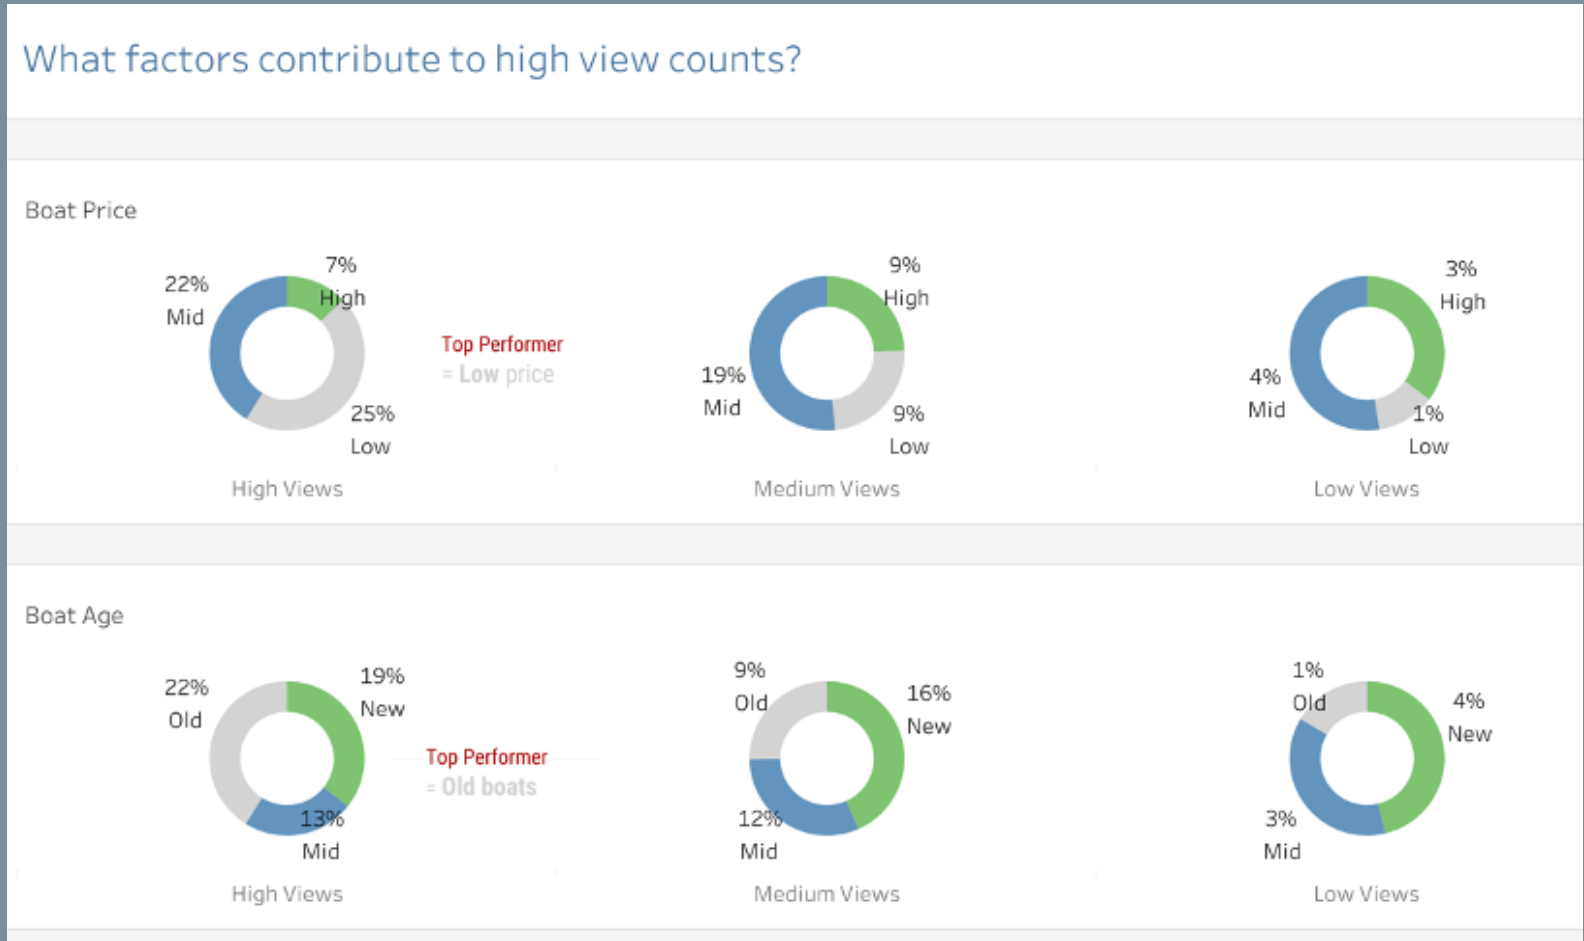 What factors contribute to high view counts?
Boat Price
22%
Mid
7%
High
25%
Low
High Views
Top Performer
= Low price
9%
High
19%
Mid
9%
Low
Medium Views
3%
High
4%
Mid
1%
Low
Low Views
Boat Age
22%
Old
19%
New
13%
Mid
High Views
Top Performer
= Old boats
9%
Old
16%
New
12%
Mid
Medium Views
1%
Old
4%
New
3%
Mid
Low Views